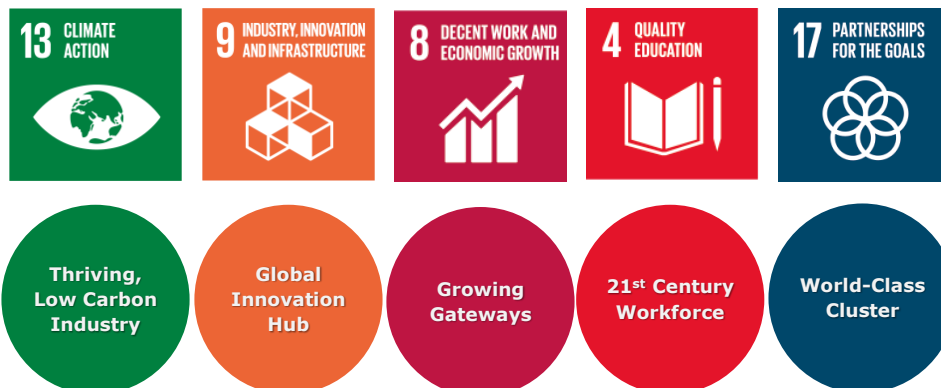 13 CLIMATE
ACTION
9 INDUSTRY, INNOVATION
AND INFRASTRUCTURE
8 DECENT WORK AND
ECONOMIC GROWTH
4 QUALITY
EDUCATION
17 PARTNERSHIPS
FOR THE GOALS
Thriving,
Low Carbon
Industry
Global
Innovation
Hub
Growing
Gateways
21st Century
Workforce
World-Class
Cluster